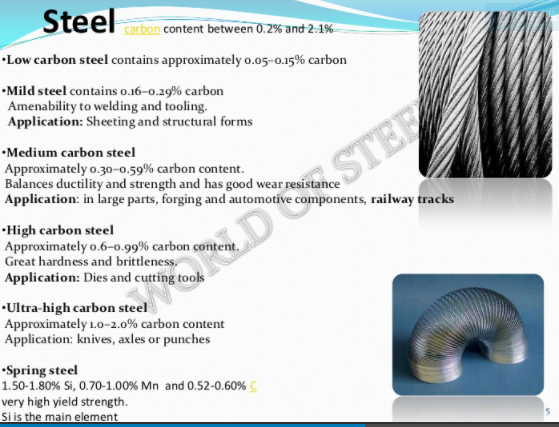 Steel carbon content between 0.2% and 2.1%
•Low carbon steel contains approximately 0.05–0.15% carbon
•Mild steel contains 0.16–0.29% carbon
Amenability to welding and tooling.
Application: Sheeting and structural forms
•Medium carbon steel
Approximately 0.30–0.59% carbon content.
Balances ductility and strength and has good wear resistance
Application: in large parts, forging and automotive components, railway tracks
•High carbon steel
Approximately 0.6–0.99% carbon content.
Great hardness and brittleness.
Application: Dies and cutting tools
•Ultra-high carbon steel
Approximately 1.0–2.0% carbon content
Application: knives, axles or punches
•Spring steel
1.50-1.80% Si, 0.70-1.00% Mn and 0.52-0.60% C
very high yield strength.
Si is the main element
WORLD OF STEEL
5